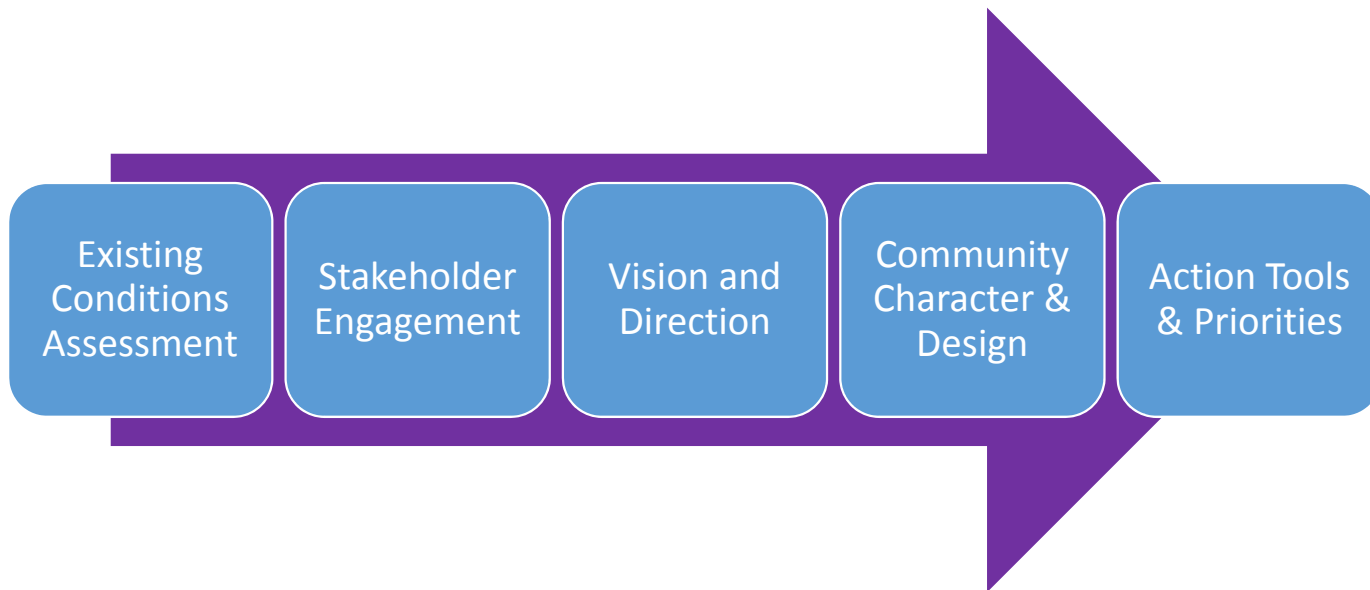 Existing
Conditions
Assessment
Stakeholder
Engagement
Vision and
Direction
Community
Character &
Design
Action Tools
& Priorities